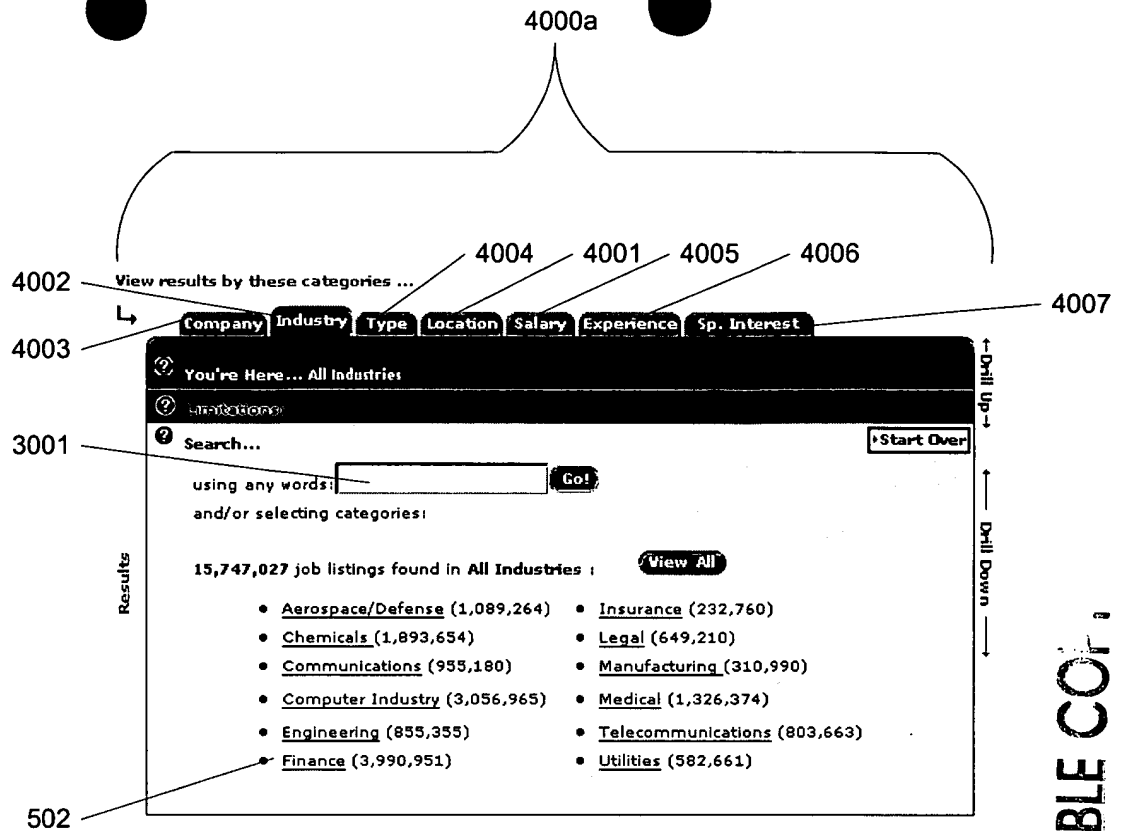 4000a
4004 4001 4005 4006
4002
View results by these categories ...
4007
Company Industry Type Location Salary Experience Sp. Interest
4003
You're Here... All Industries
Drill Up
Limitations
3001
Search...
Start Over
using any words:
Go!
and/or selecting categories:
Results
Drill Down
15,747,027 job listings found in All Industries :
View All
Aerospace/Defense (1,089,264)
Insurance (232,760)
Chemicals (1,893,654)
Legal (649,210)
Communications (955,180)
Manufacturing (310,990)
Computer Industry (3,056,965)
Medical (1,326,374)
Engineering (855,355)
Telecommunications (803,663)
Finance (3,990,951)
Utilities (582,661)
502
BLE